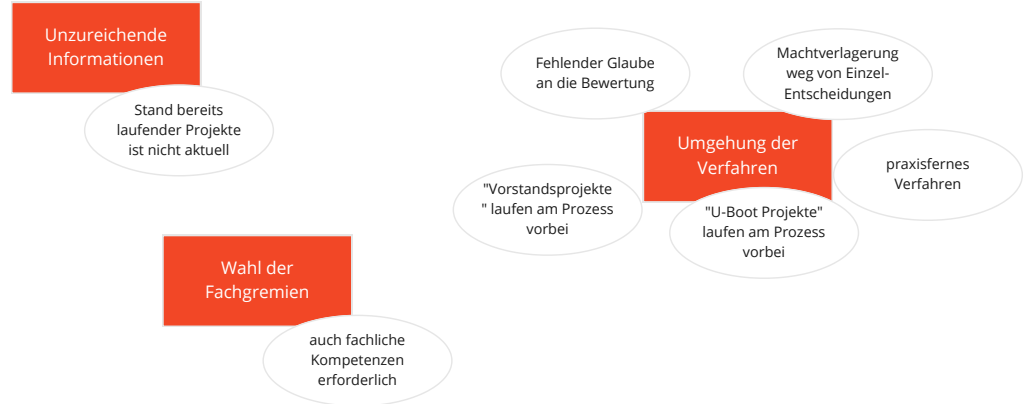 Unzureichende
Informationen
Stand bereits
laufender Projekte
ist nicht aktuell
Fehlender Glaube
an die Bewertung
Machtverlagerung
weg von Einzel-
Entscheidungen
Umgehung der
Verfahren
praxisfernes
Verfahren
"Vorstandsprojekte
" laufen am Prozess
vorbei
"U-Boot Projekte"
laufen am Prozess
vorbei
Wahl der
Fachgremien
auch fachliche
Kompetenzen
erforderlich